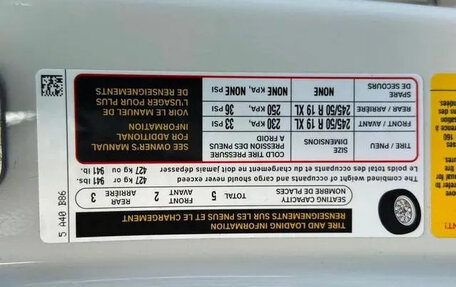 TIRE AND LOADING INFORMATION
RENSEIGNEMENTS SUR LES PNEUS ET LE CHARGEMENT
SEATING CAPACITY
NOMBRE DE PLACES
TOTAL 5
FRONT
AVANT 2
REAR
ARRIÈRE 3
The combined weight of occupants and cargo should never exceed 427 kg or 941 lbs.
Le poids total des occupants et du chargement ne doit jamais dépasser 427 kg ou 941 lb.
TIRE / PNEU
SIZE
DIMENSIONS
COLD TIRE PRESSURE
PRESSION DES PNEUS
A FROID
FRONT / AVANT 245/50 R 19 XL 230 KPA, 33 PSI
REAR / ARRIÈRE 245/50 R 19 XL 250 KPA, 36 PSI
SPARE
DE SECOURS NONE NONE KPA, NONE PSI
SEE OWNER'S
MANUAL
FOR ADDITIONAL
INFORMATION
VOIR LE MANUEL DE
L'USAGER POUR PLUS
DE RENSEIGNEMENTS
5 A40 B86